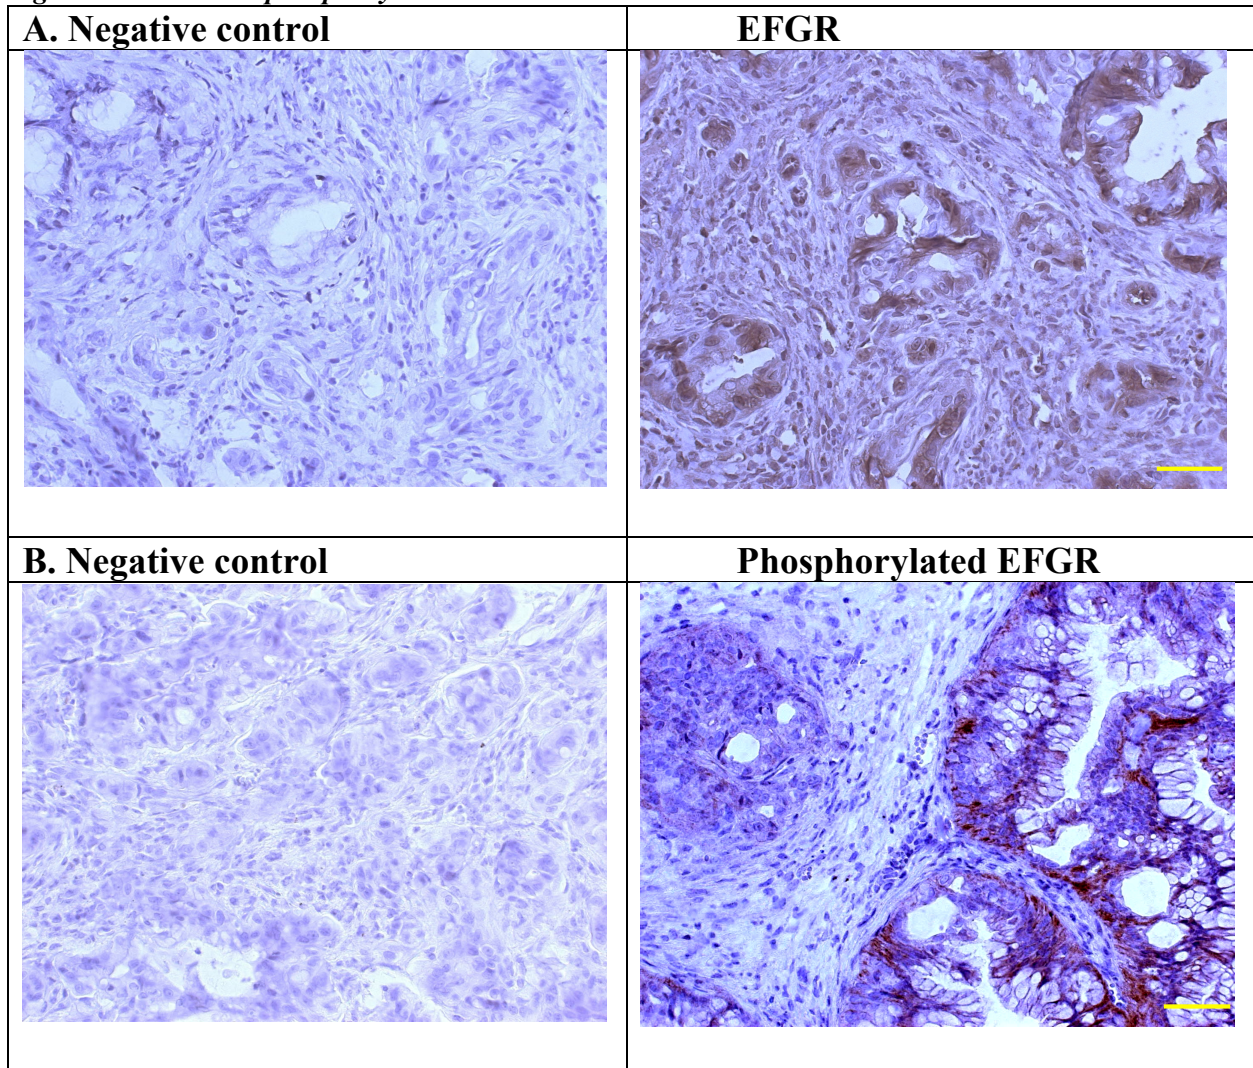 A. Negative control
EFGR
B. Negative control
Phosphorylated EFGR